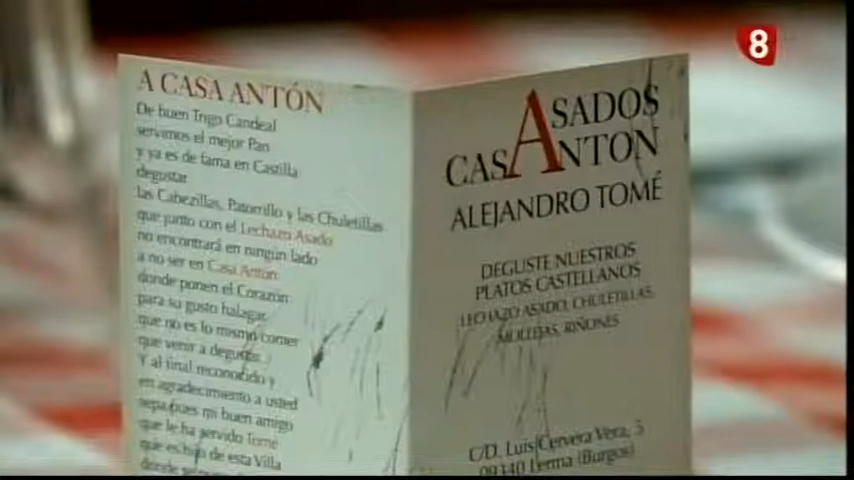 8
A CASA ANTÓN
De buen Trigo Candeal
servimos el mejor Pan
y ya es de fama en Castilla
degustar
las Cabezillas, Patorrillo y las Chuletillas
que junto con el Lechazo Asado
no encontrará en ningún lado
a no ser en Casa Antón
donde ponen el Corazón
para su gusto halagar
que no es lo mismo comer
que venir a degustar
Y al final reconocido y
en agradecimiento a usted
sepa pues mi buen amigo
que le ha servido Tomé
que es hijo de esta Villa
donde
ASADOS
CASA ANTON
ALEJANDRO TOMÉ
DEGUSTE NUESTROS
PLATOS CASTELLANOS
LECHAZO ASADO, CHULETILLAS,
MOLLEJAS, RIÑONES
C/D. Luis Cervera Vera, 5
09340 Lerma (Burgos)